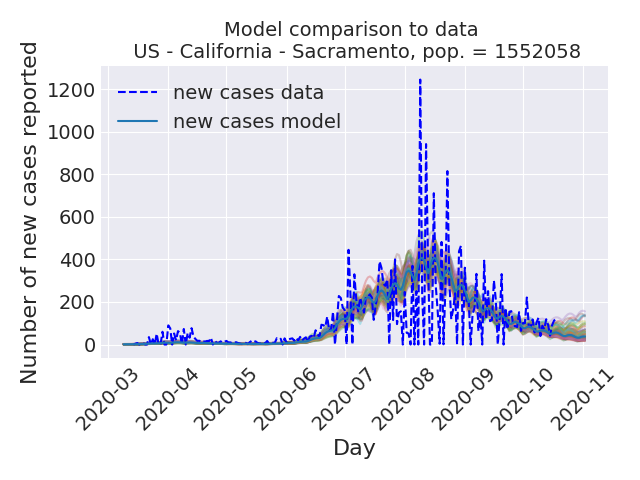 Model comparison to data
US - California - Sacramento, pop. = 1552058
Number of new cases reported
1200
1000
800
600
400
200
0
new cases data
new cases model
2020-03
2020-04
2020-05
2020-06
2020-07
2020-08
2020-09
2020-10
2020-11
Day